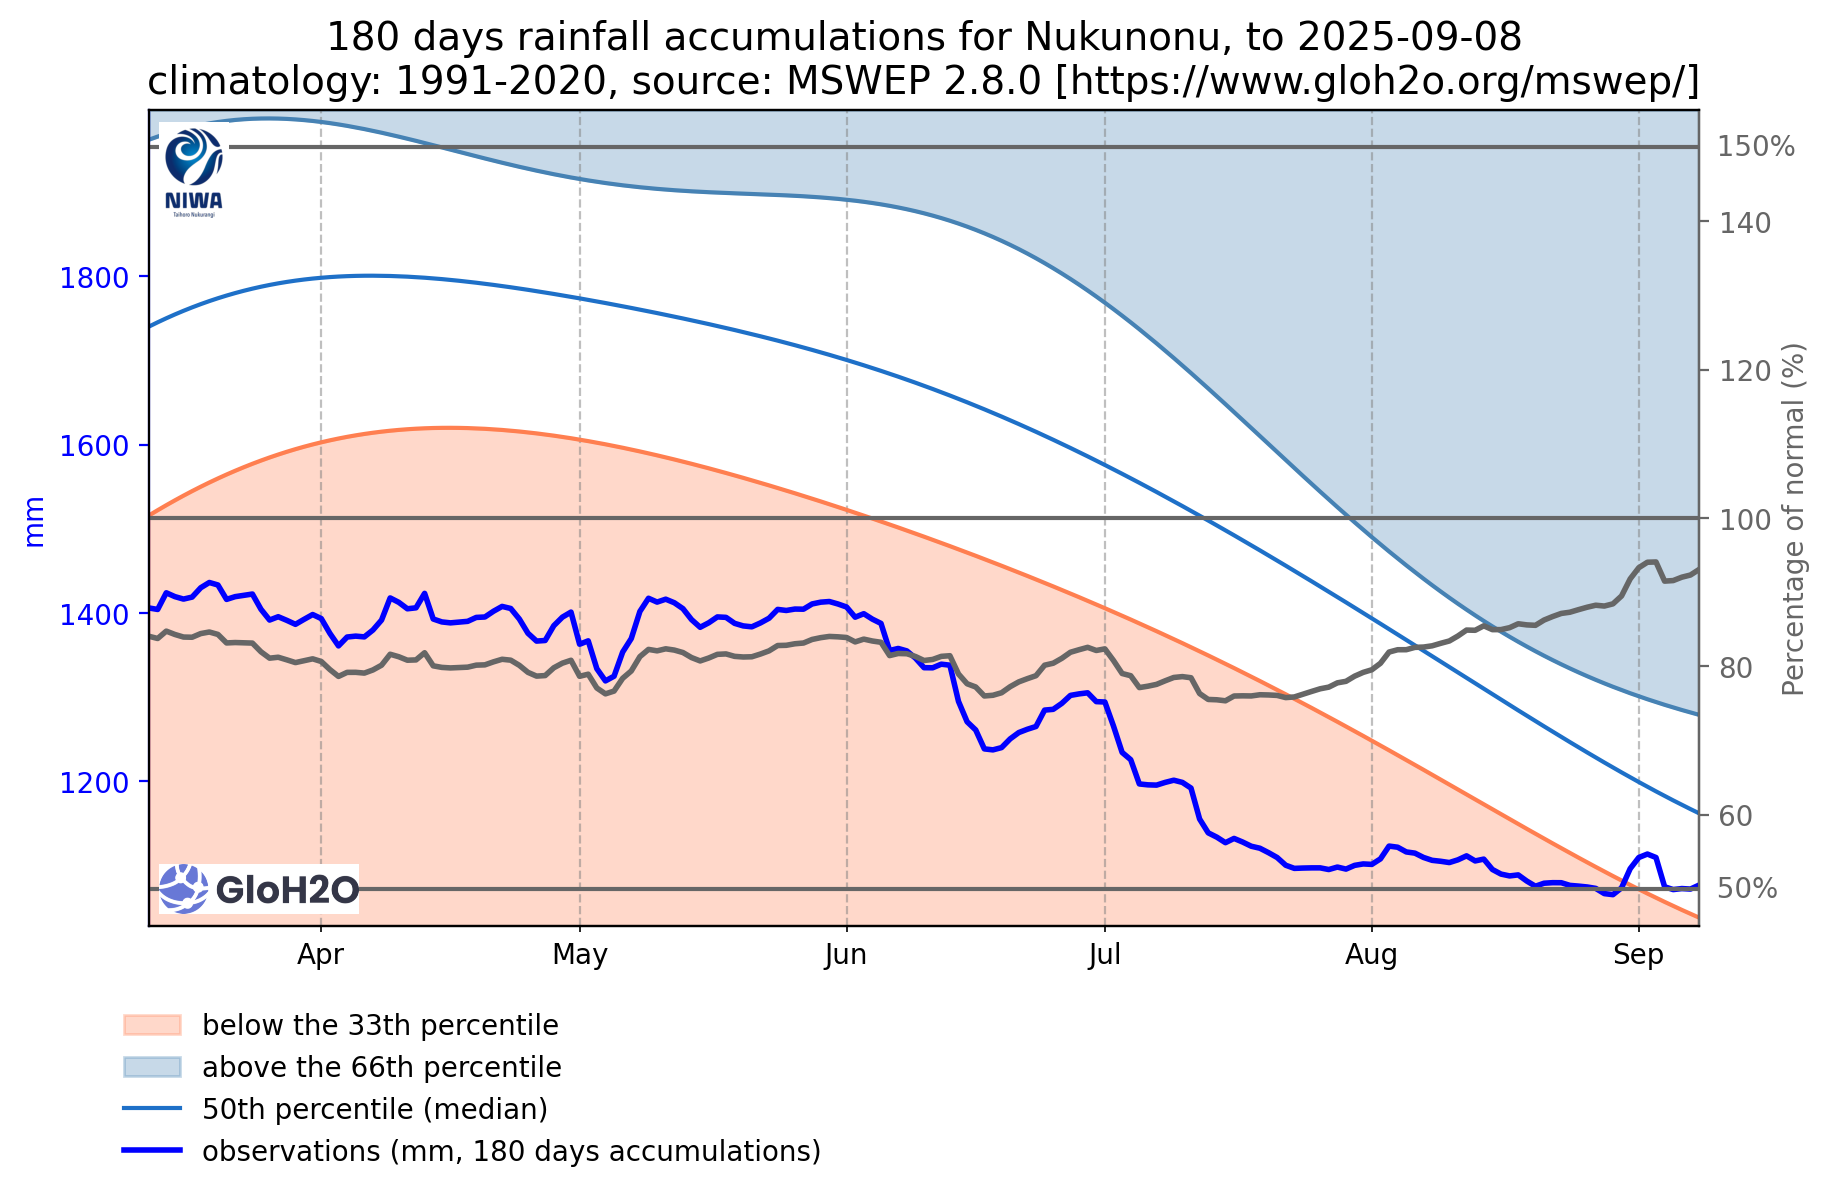 180 days rainfall accumulations for Nukunonu, to 2025-09-08
climatology: 1991-2020, source: MSWEP 2.8.0 [https://www.gloh2o.org/mswep/]
150%
NIWA
Taihoro Nukurangi
140
1800
120
1600
mm
100
Percentage of normal (%)
1400
80
1200
60
GloH2O
50%
Apr
May
Jun
Jul
Aug
Sep
below the 33th percentile
above the 66th percentile
50th percentile (median)
observations (mm, 180 days accumulations)